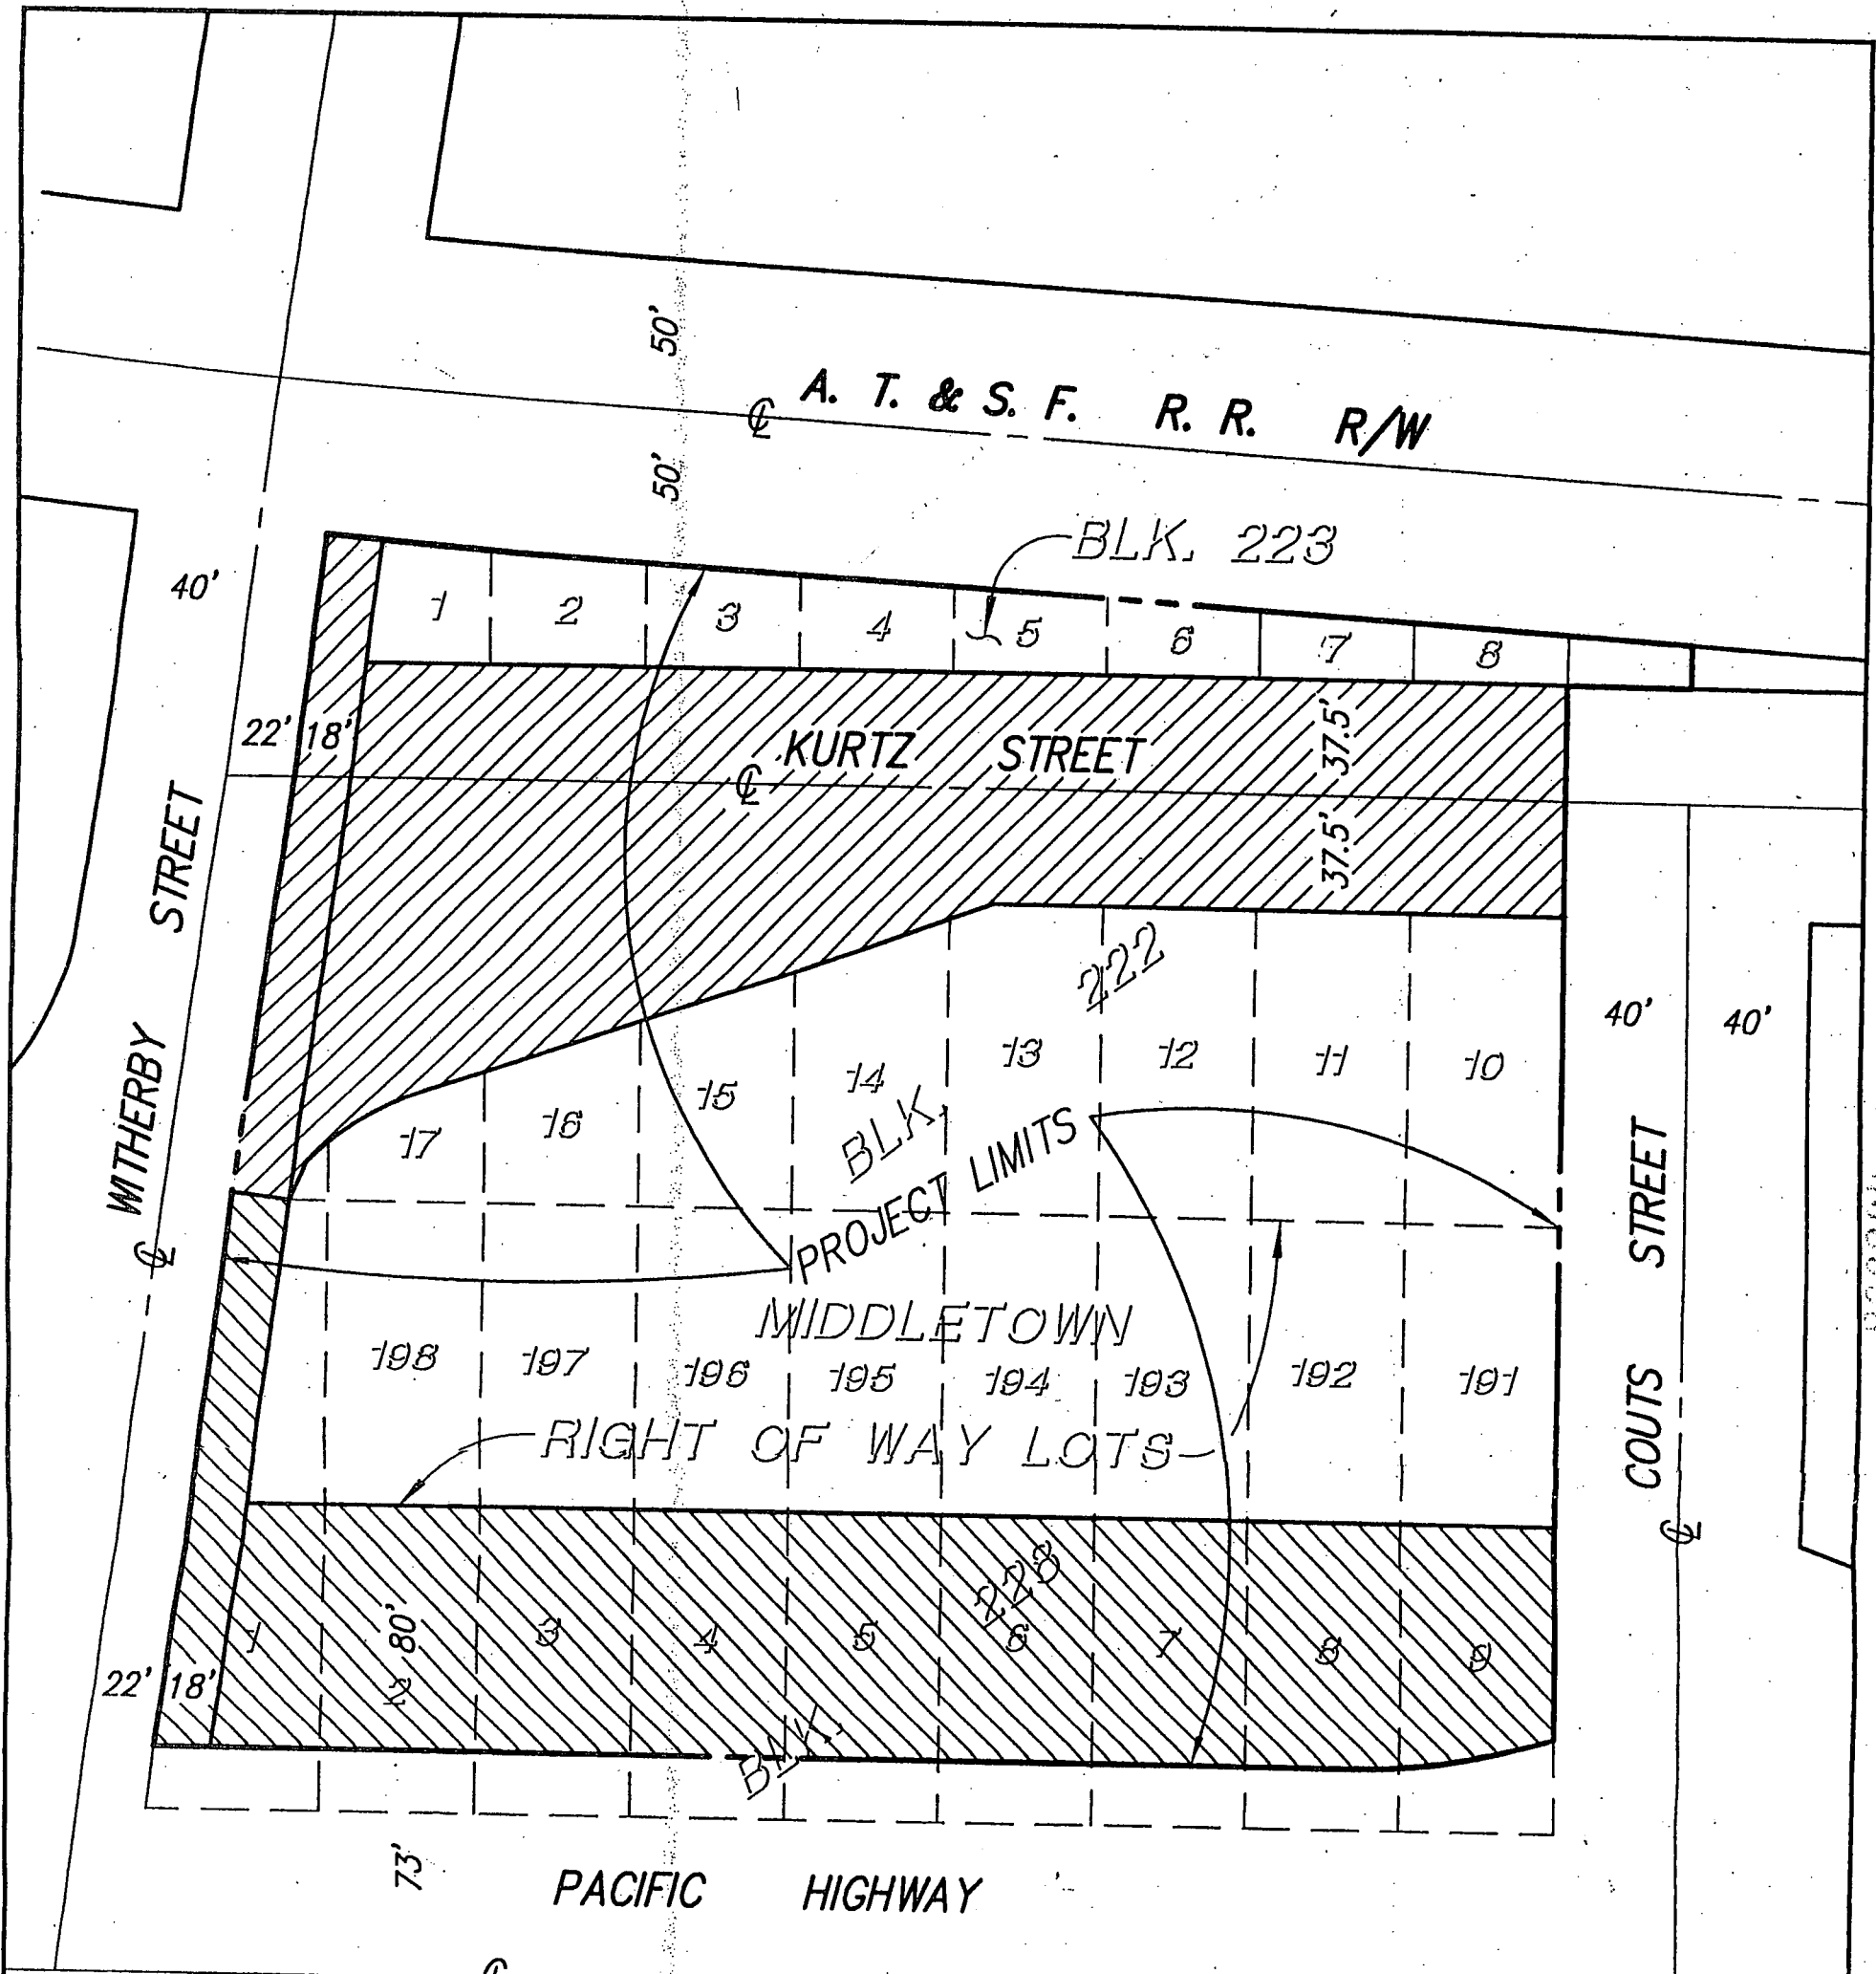 50'
℄ A. T. & S. F. R. R. R/W
50'
BLK. 223
40'
1 2 3 4 5 6 7 8
22' 18'
KURTZ STREET
℄
37.5'
37.5'
WITHERBY STREET
℄
222
BLK.
17 16 15 14 13 12 11 10
40' 40'
PROJECT LIMITS
MIDDLETOWN
198 197 196 195 194 193 192 191
RIGHT OF WAY LOTS
COUTS STREET
℄
228
BLK.
1 2 3 4 5 6 7 8 9
80'
22' 18'
73'
PACIFIC HIGHWAY
℄